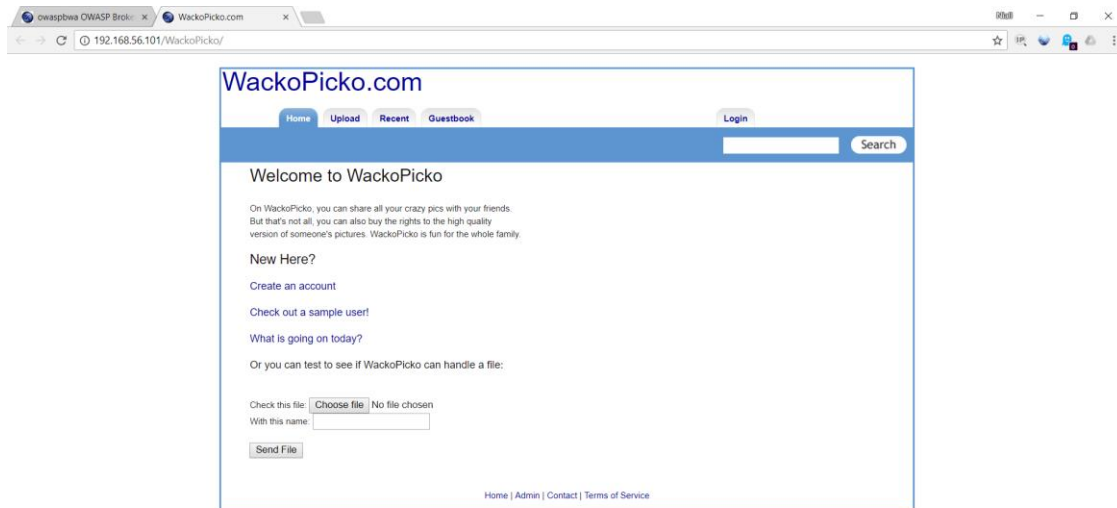 owaspbwa OWASP Broke
WackoPicko.com
192.168.56.101/WackoPicko/
WackoPicko.com
Home Upload Recent Guestbook Login
Search
Welcome to WackoPicko
On WackoPicko, you can share all your crazy pics with your friends.
But that's not all, you can also buy the rights to the high quality
version of someone's pictures. WackoPicko is fun for the whole family.
New Here?
Create an account
Check out a sample user!
What is going on today?
Or you can test to see if WackoPicko can handle a file:
Check this file: Choose file No file chosen
With this name:
Send File
Home | Admin | Contact | Terms of Service